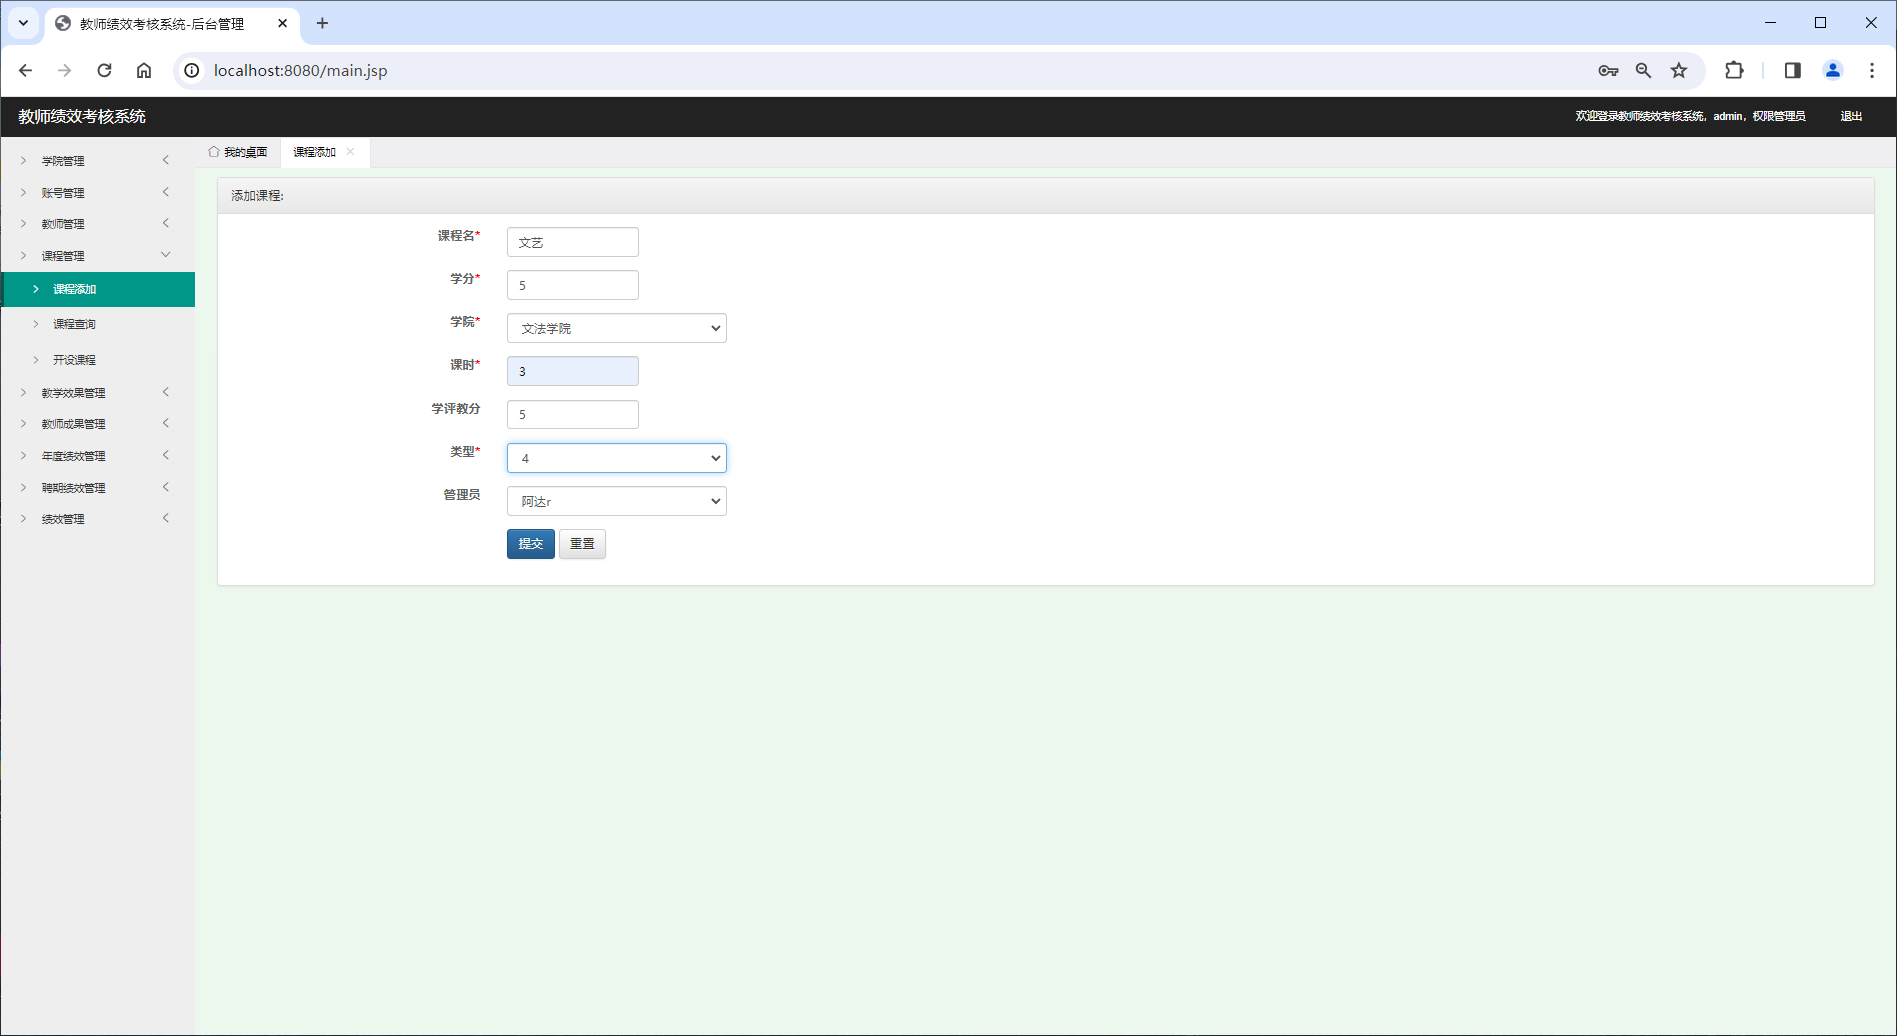 教师绩效考核系统-后台管理
localhost:8080/main.jsp
教师绩效考核系统
欢迎登录教师绩效考核系统，admin，权限管理员 退出
学院管理
账号管理
教师管理
课程管理
课程添加
课程查询
开设课程
教学效果管理
教师成果管理
年度绩效管理
聘期绩效管理
绩效管理
我的桌面 课程添加
添加课程:
课程名* 文艺
学分* 5
学院* 文法学院
课时* 3
学评教分 5
类型* 4
管理员 阿达r
提交 重置